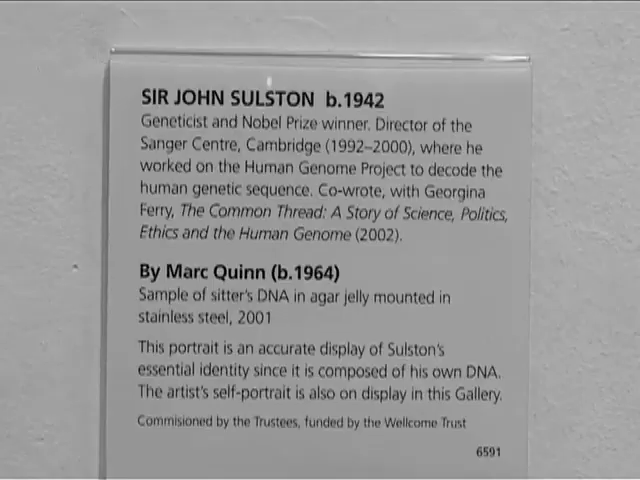 SIR JOHN SULSTON b.1942
Geneticist and Nobel Prize winner. Director of the
Sanger Centre, Cambridge (1992–2000), where he
worked on the Human Genome Project to decode the
human genetic sequence. Co-wrote, with Georgina
Ferry, The Common Thread: A Story of Science, Politics,
Ethics and the Human Genome (2002).
By Marc Quinn (b.1964)
Sample of sitter's DNA in agar jelly mounted in
stainless steel, 2001
This portrait is an accurate display of Sulston's
essential identity since it is composed of his own DNA.
The artist's self-portrait is also on display in this Gallery.
Commisioned by the Trustees, funded by the Wellcome Trust
6591